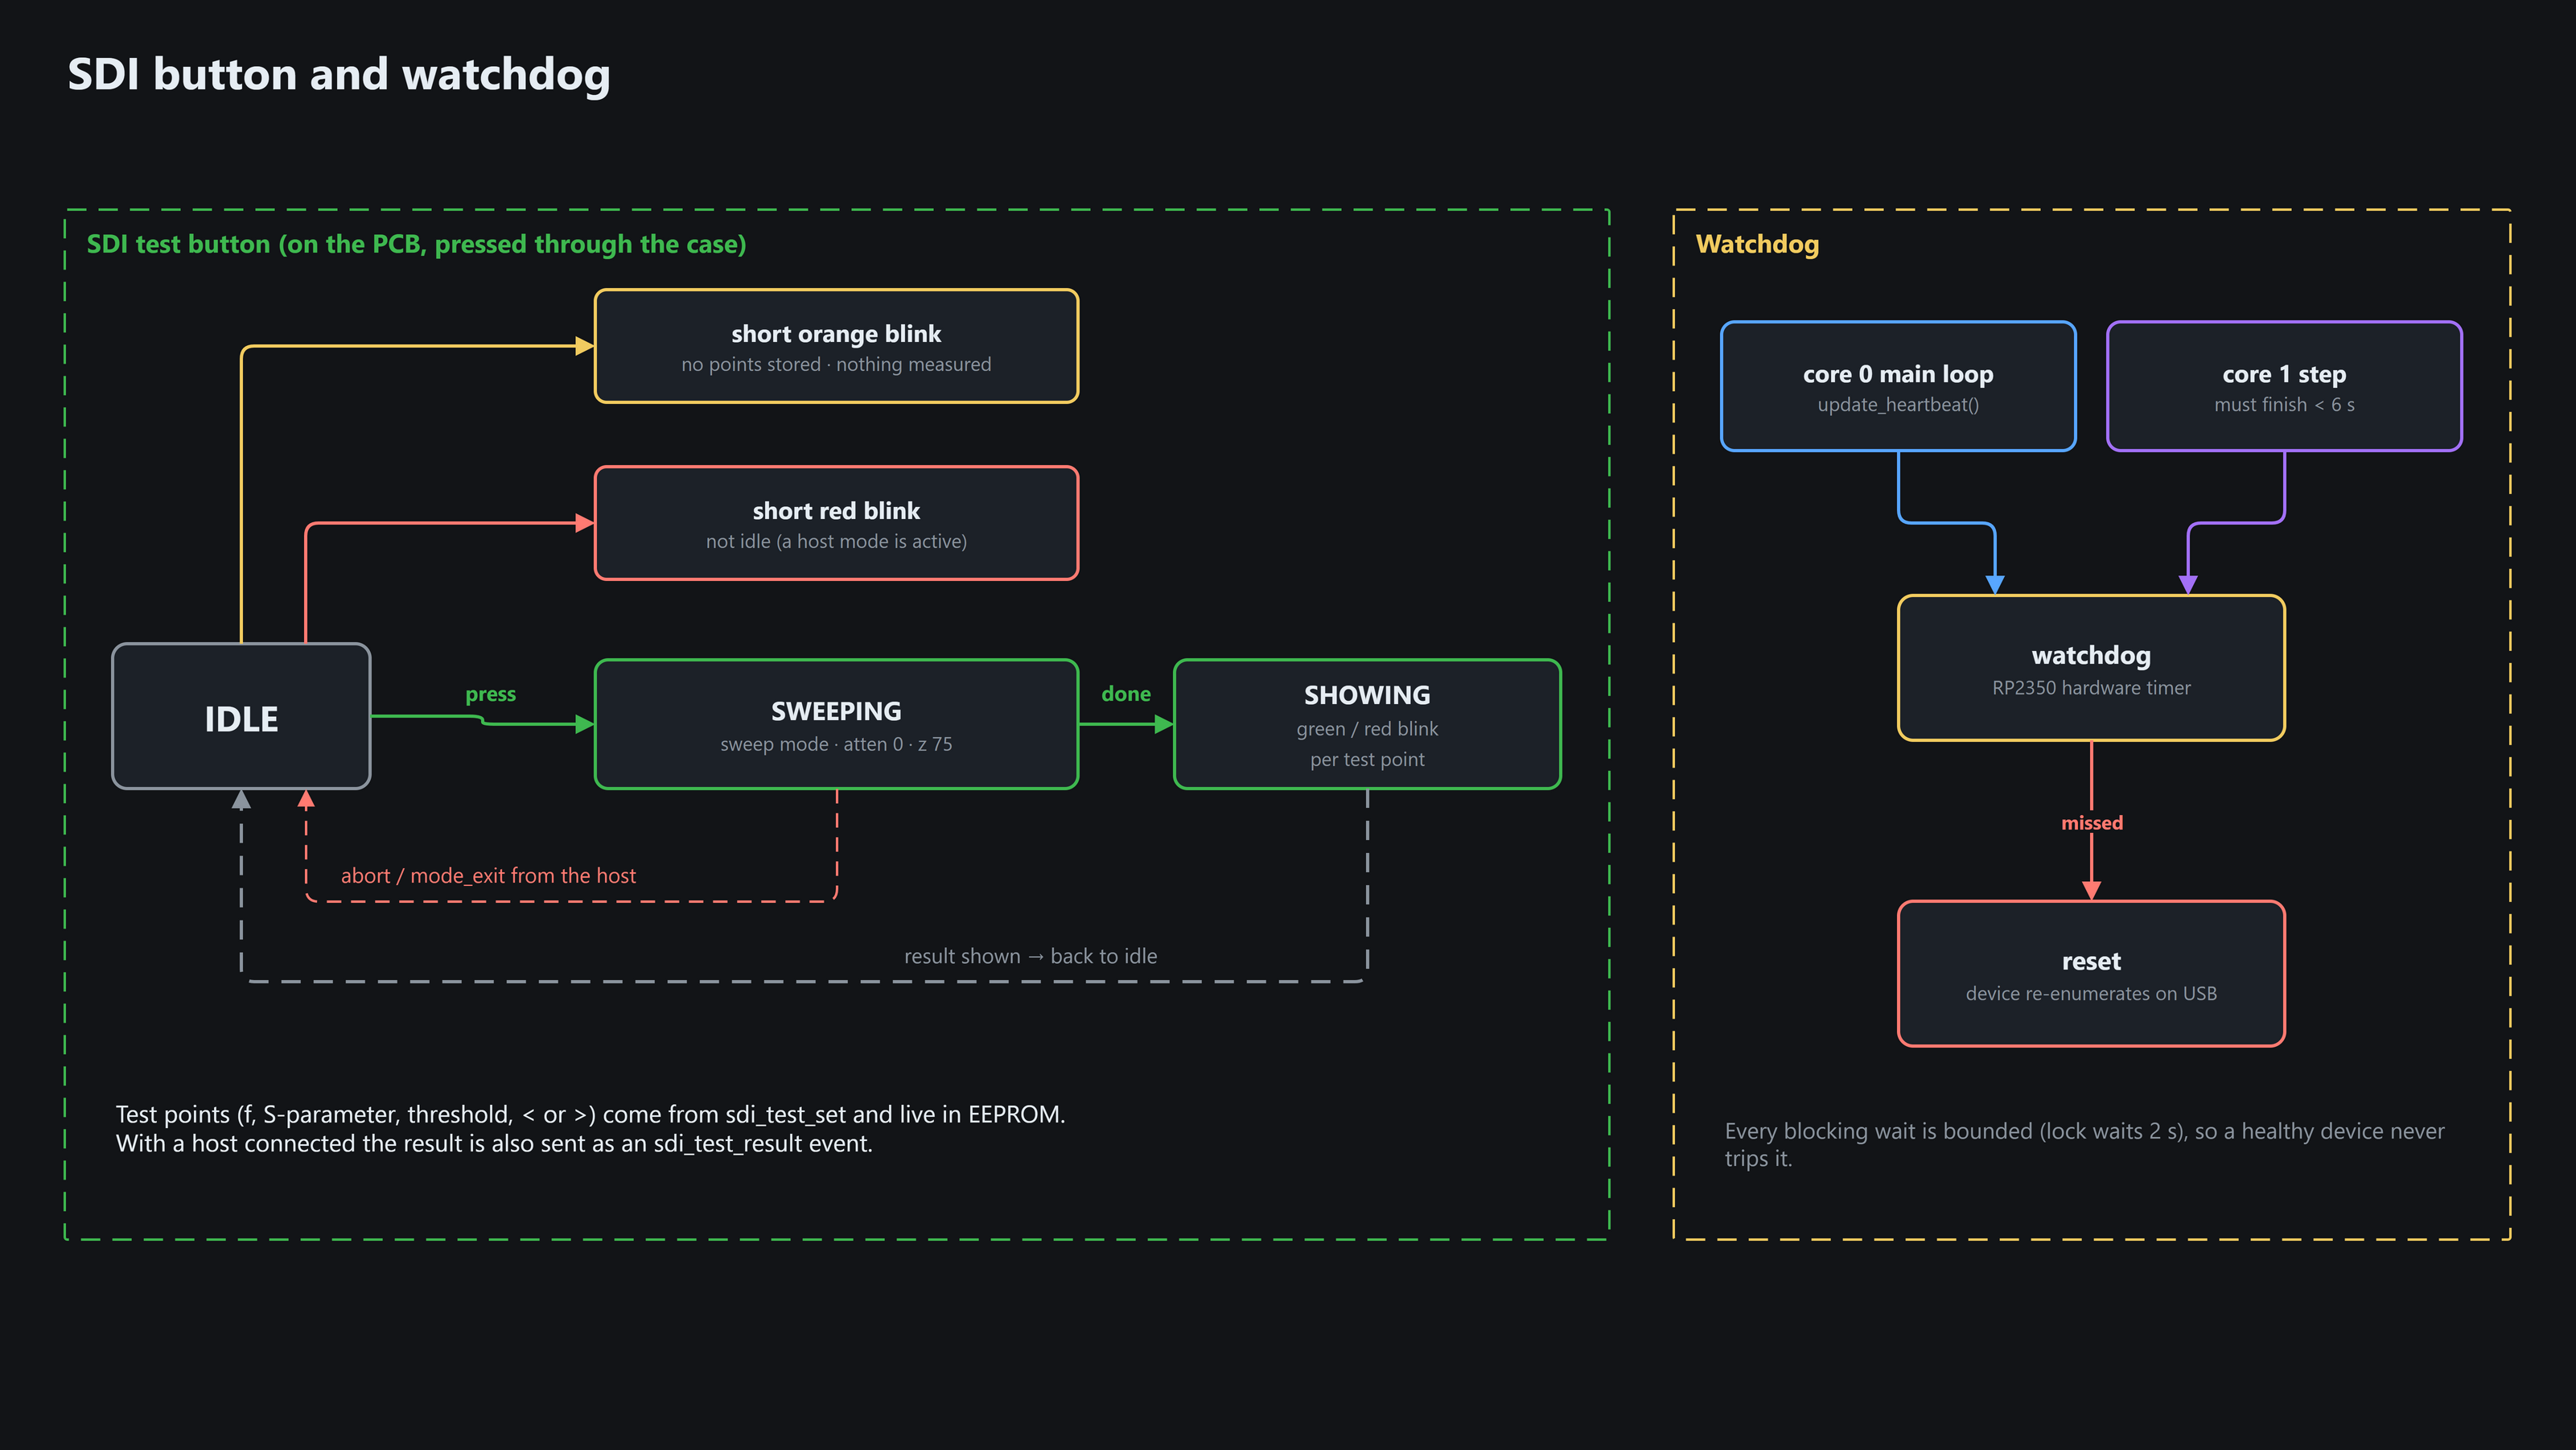 SDI button and watchdog
SDI test button (on the PCB, pressed through the case)
short orange blink
no points stored · nothing measured
short red blink
not idle (a host mode is active)
IDLE
press
SWEEPING
sweep mode · atten 0 · z 75
done
SHOWING
green / red blink
per test point
abort / mode_exit from the host
result shown → back to idle
Test points (f, S-parameter, threshold, < or >) come from sdi_test_set and live in EEPROM.
With a host connected the result is also sent as an sdi_test_result event.
Watchdog
core 0 main loop
update_heartbeat()
core 1 step
must finish < 6 s
watchdog
RP2350 hardware timer
missed
reset
device re-enumerates on USB
Every blocking wait is bounded (lock waits 2 s), so a healthy device never
trips it.